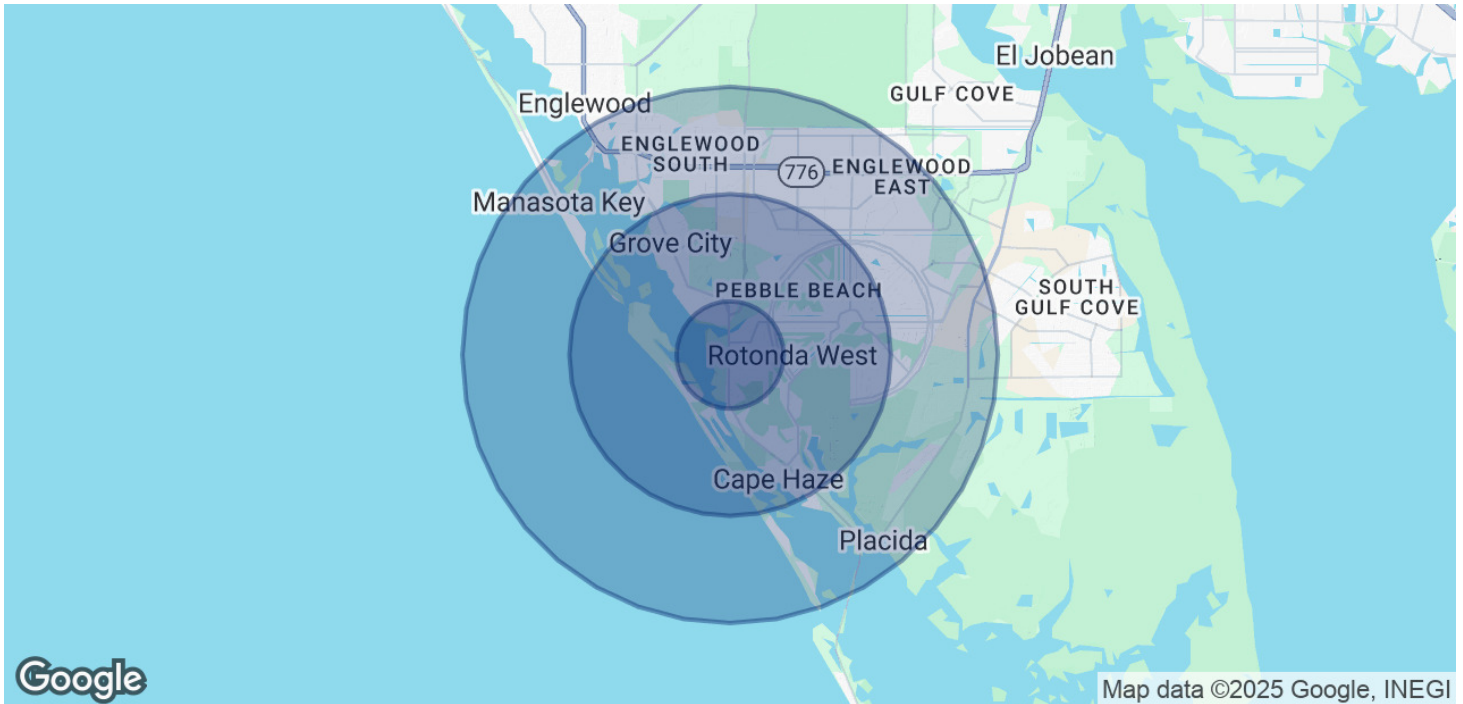 El Jobean
GULF COVE
Englewood
ENGLEWOOD
SOUTH
776
ENGLEWOOD
EAST
Manasota Key
Grove City
PEBBLE BEACH
SOUTH
GULF COVE
Rotonda West
Cape Haze
Placida
Google
Map data ©2025 Google, INEGI